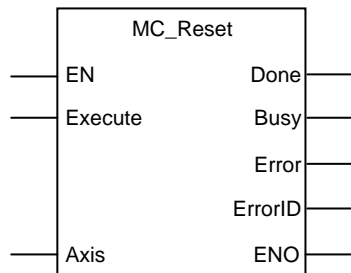 MC_Reset
EN Done
Execute Busy
Error
ErrorID
Axis ENO